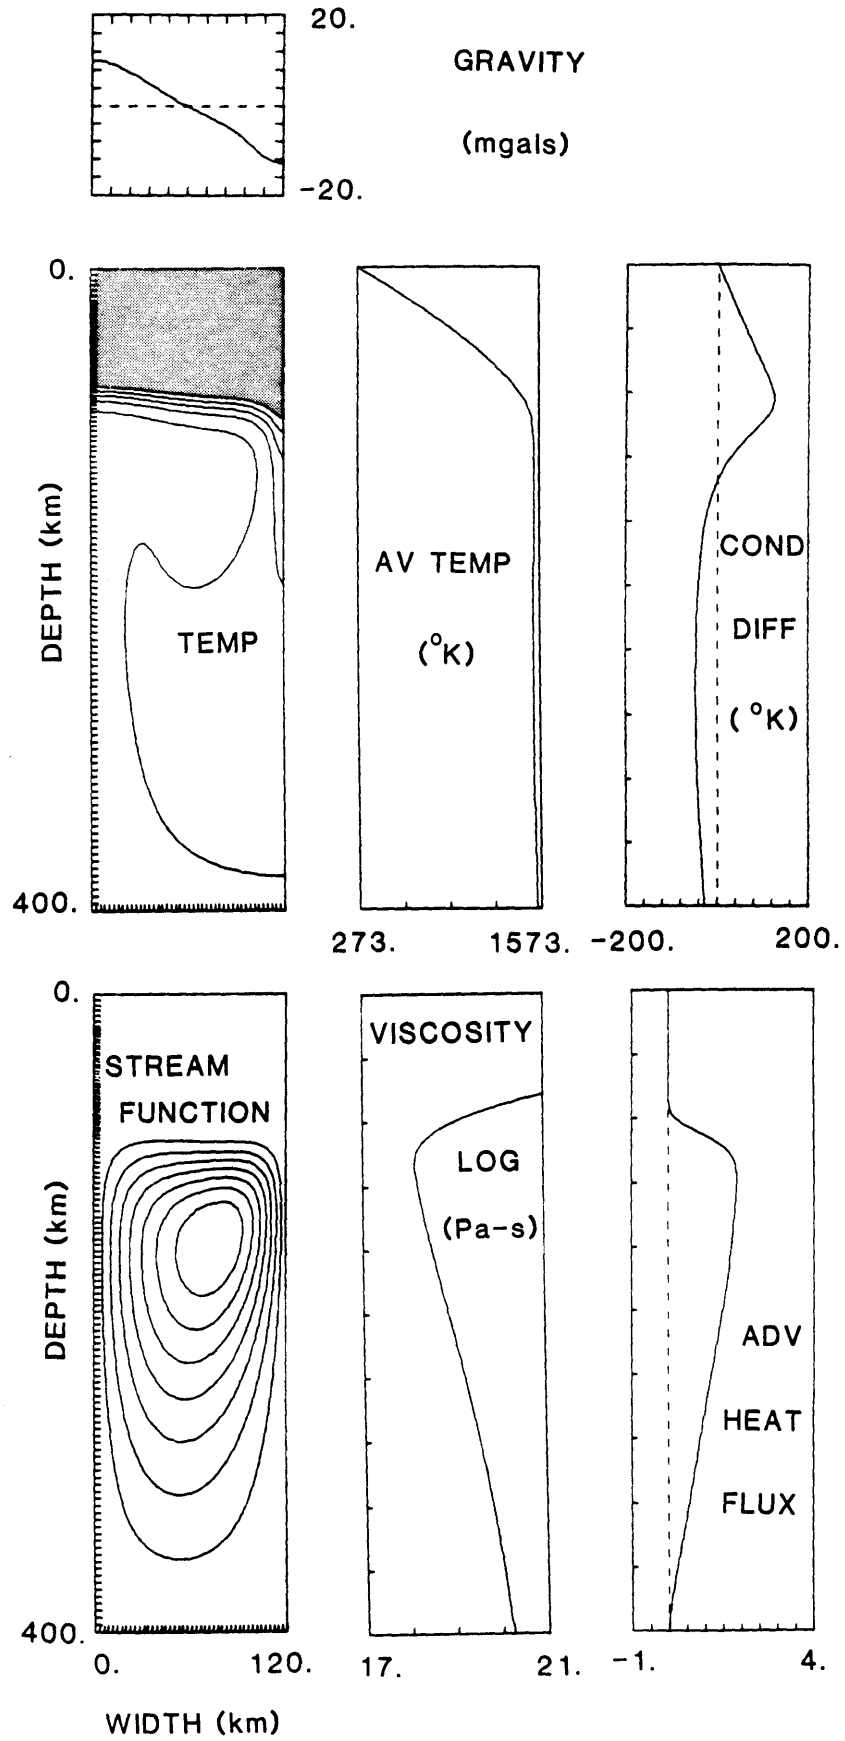 20.
GRAVITY
(mgals)
-20.
0.
DEPTH (km)
TEMP
AV TEMP
(°K)
COND
DIFF
(°K)
400.
273.
1573.
-200.
200.
0.
STREAM
FUNCTION
VISCOSITY
LOG
(Pa-s)
DEPTH (km)
ADV
HEAT
FLUX
400.
0.
120.
17.
21.
-1.
4.
WIDTH (km)